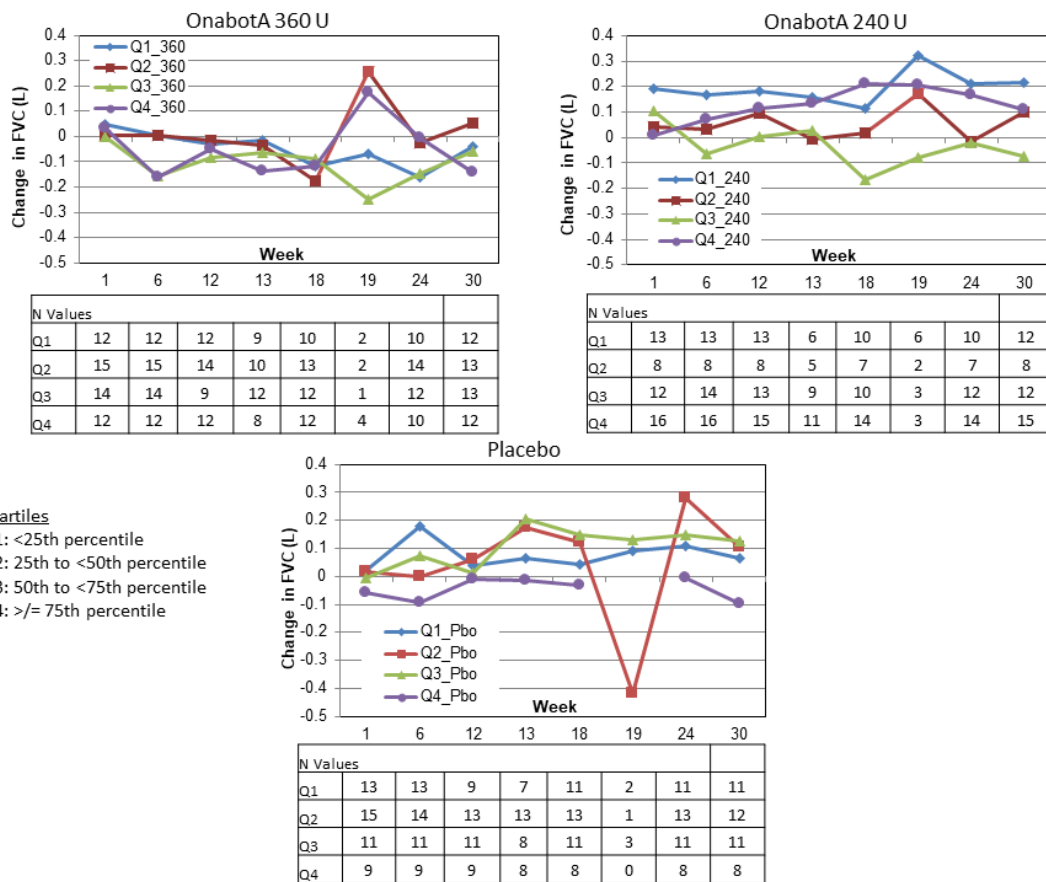 OnabotA 360 U
Change in FVC (L)
0.4
0.3
0.2
0.1
0
-0.1
-0.2
-0.3
-0.4
-0.5
Q1_360
Q2_360
Q3_360
Q4_360
Week
1 6 12 13 18 19 24 30
N Values
Q1 12 12 12 9 10 2 10 12
Q2 15 15 14 10 13 2 14 13
Q3 14 14 9 12 12 1 12 13
Q4 12 12 12 8 12 4 10 12
OnabotA 240 U
Change in FVC (L)
0.4
0.3
0.2
0.1
0
-0.1
-0.2
-0.3
-0.4
-0.5
Q1_240
Q2_240
Q3_240
Q4_240
Week
1 6 12 13 18 19 24 30
N Values
Q1 13 13 13 6 10 6 10 12
Q2 8 8 8 5 7 2 7 8
Q3 12 14 13 9 10 3 12 12
Q4 16 16 15 11 14 3 14 15
artiles
: <25th percentile
: 25th to <50th percentile
: 50th to <75th percentile
: >/= 75th percentile
Placebo
Change in FVC (L)
0.4
0.3
0.2
0.1
0
-0.1
-0.2
-0.3
-0.4
-0.5
Q1_Pbo
Q2_Pbo
Q3_Pbo
Q4_Pbo
Week
1 6 12 13 18 19 24 30
N Values
Q1 13 13 9 7 11 2 11 11
Q2 15 14 13 13 13 1 13 12
Q3 11 11 11 8 11 3 11 11
Q4 9 9 9 8 8 0 8 8